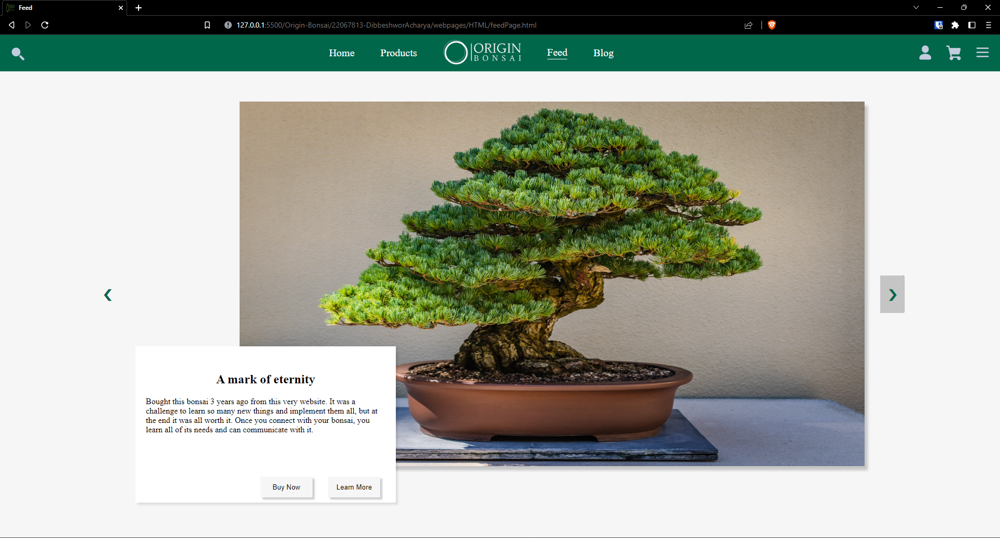 Feed
127.0.0.1:5500/Origin-Bonsai/22067813-DibbeshworAcharya/webpages/HTML/feedPage.html
Home
Products
ORIGIN
BONSAI
Feed
Blog
A mark of eternity
Bought this bonsai 3 years ago from this very website. It was a
challenge to learn so many new things and implement them all, but at
the end it was all worth it. Once you connect with your bonsai, you
learn all of its needs and can communicate with it.
Buy Now
Learn More